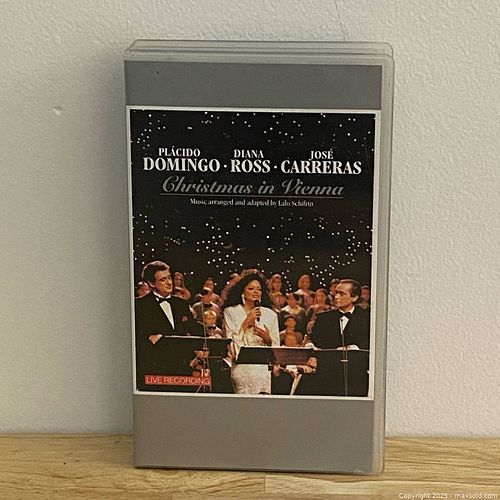 PLÁCIDO DIANA JOSÉ
DOMINGO · ROSS · CARRERAS
Christmas in Vienna
Music arranged and adapted by Lalo Schifrin
LIVE RECORDING
Copyright 2025 - maxsold.com